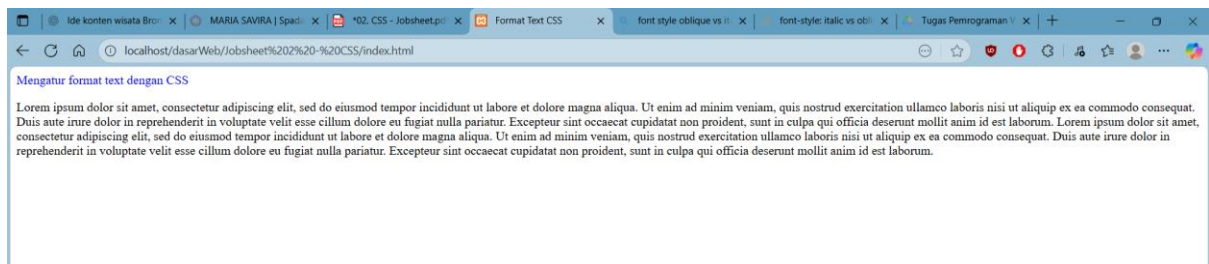 Ide konten wisata Bron
MARIA SAVIRA | Spad
*02. CSS - Jobsheet.pd
Format Text CSS
font style oblique vs it
font-style: italic vs obli
Tugas Pemrograman V
localhost/dasarWeb/Jobsheet%202%20-%20CSS/index.html
Mengatur format text dengan CSS
Lorem ipsum dolor sit amet, consectetur adipiscing elit, sed do eiusmod tempor incididunt ut labore et dolore magna aliqua. Ut enim ad minim veniam, quis nostrud exercitation ullamco laboris nisi ut aliquip ex ea commodo consequat.
Duis aute irure dolor in reprehenderit in voluptate velit esse cillum dolore eu fugiat nulla pariatur. Excepteur sint occaecat cupidatat non proident, sunt in culpa qui officia deserunt mollit anim id est laborum. Lorem ipsum dolor sit amet,
consectetur adipiscing elit, sed do eiusmod tempor incididunt ut labore et dolore magna aliqua. Ut enim ad minim veniam, quis nostrud exercitation ullamco laboris nisi ut aliquip ex ea commodo consequat. Duis aute irure dolor in
reprehenderit in voluptate velit esse cillum dolore eu fugiat nulla pariatur. Excepteur sint occaecat cupidatat non proident, sunt in culpa qui officia deserunt mollit anim id est laborum.